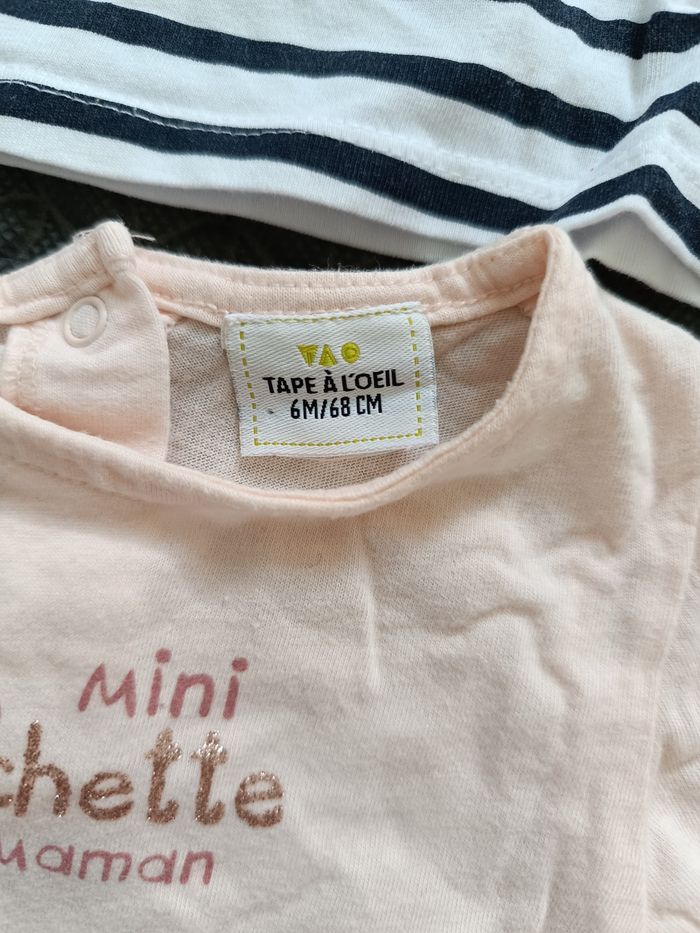 TAO
TAPE À L'OEIL
6M/68 CM
Mini
chette
maman